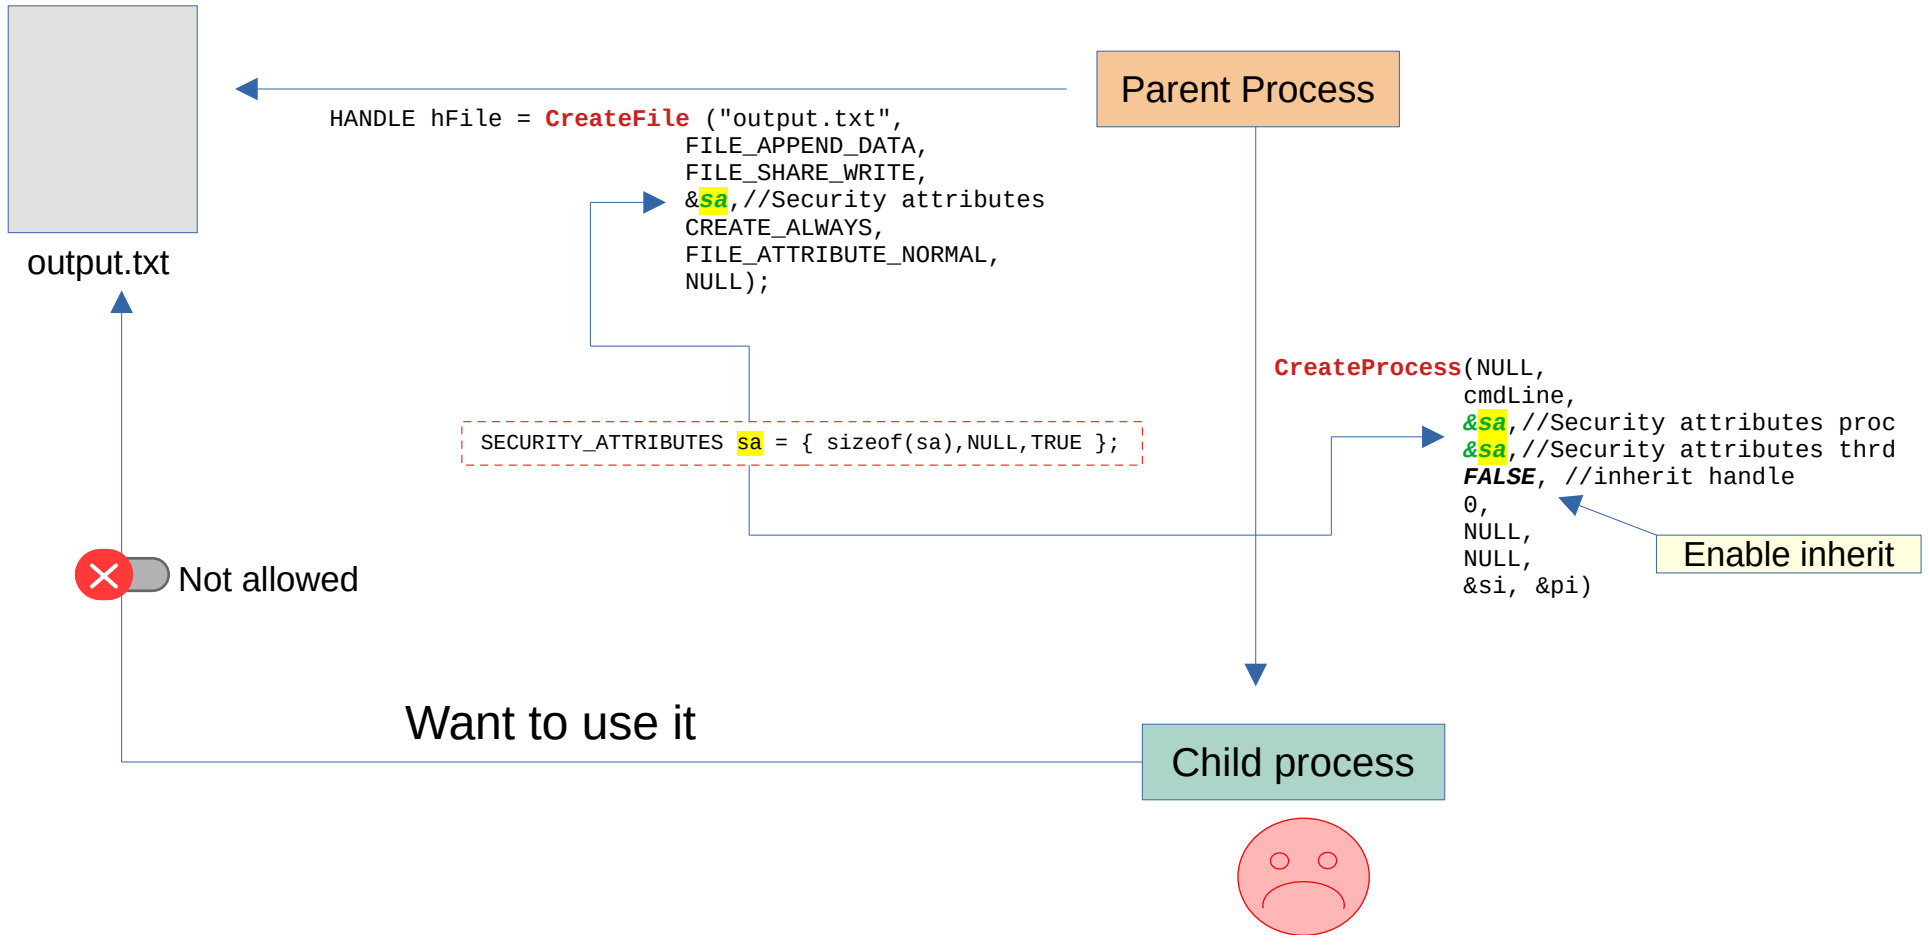 Parent Process
HANDLE hFile = CreateFile ("output.txt",
FILE_APPEND_DATA,
FILE_SHARE_WRITE,
&sa,//Security attributes
CREATE_ALWAYS,
FILE_ATTRIBUTE_NORMAL,
NULL);
output.txt
CreateProcess(NULL,
cmdLine,
&sa,//Security attributes proc
&sa,//Security attributes thrd
FALSE, //inherit handle
0,
NULL,
NULL,
&si, &pi)
SECURITY_ATTRIBUTES sa = { sizeof(sa),NULL,TRUE };
Enable inherit
Not allowed
Want to use it
Child process